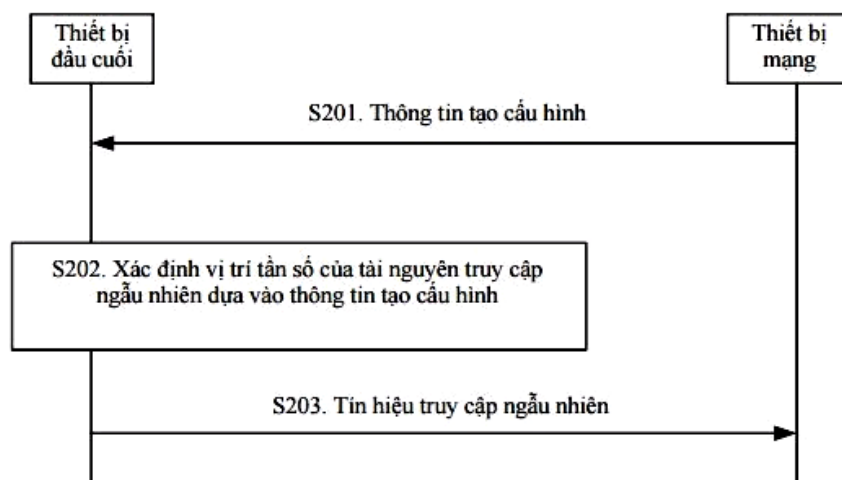 Thiết bị
đầu cuối
Thiết bị
mạng
S201. Thông tin tạo cấu hình
S202. Xác định vị trí tần số của tài nguyên truy cập
ngẫu nhiên dựa vào thông tin tạo cấu hình
S203. Tín hiệu truy cập ngẫu nhiên